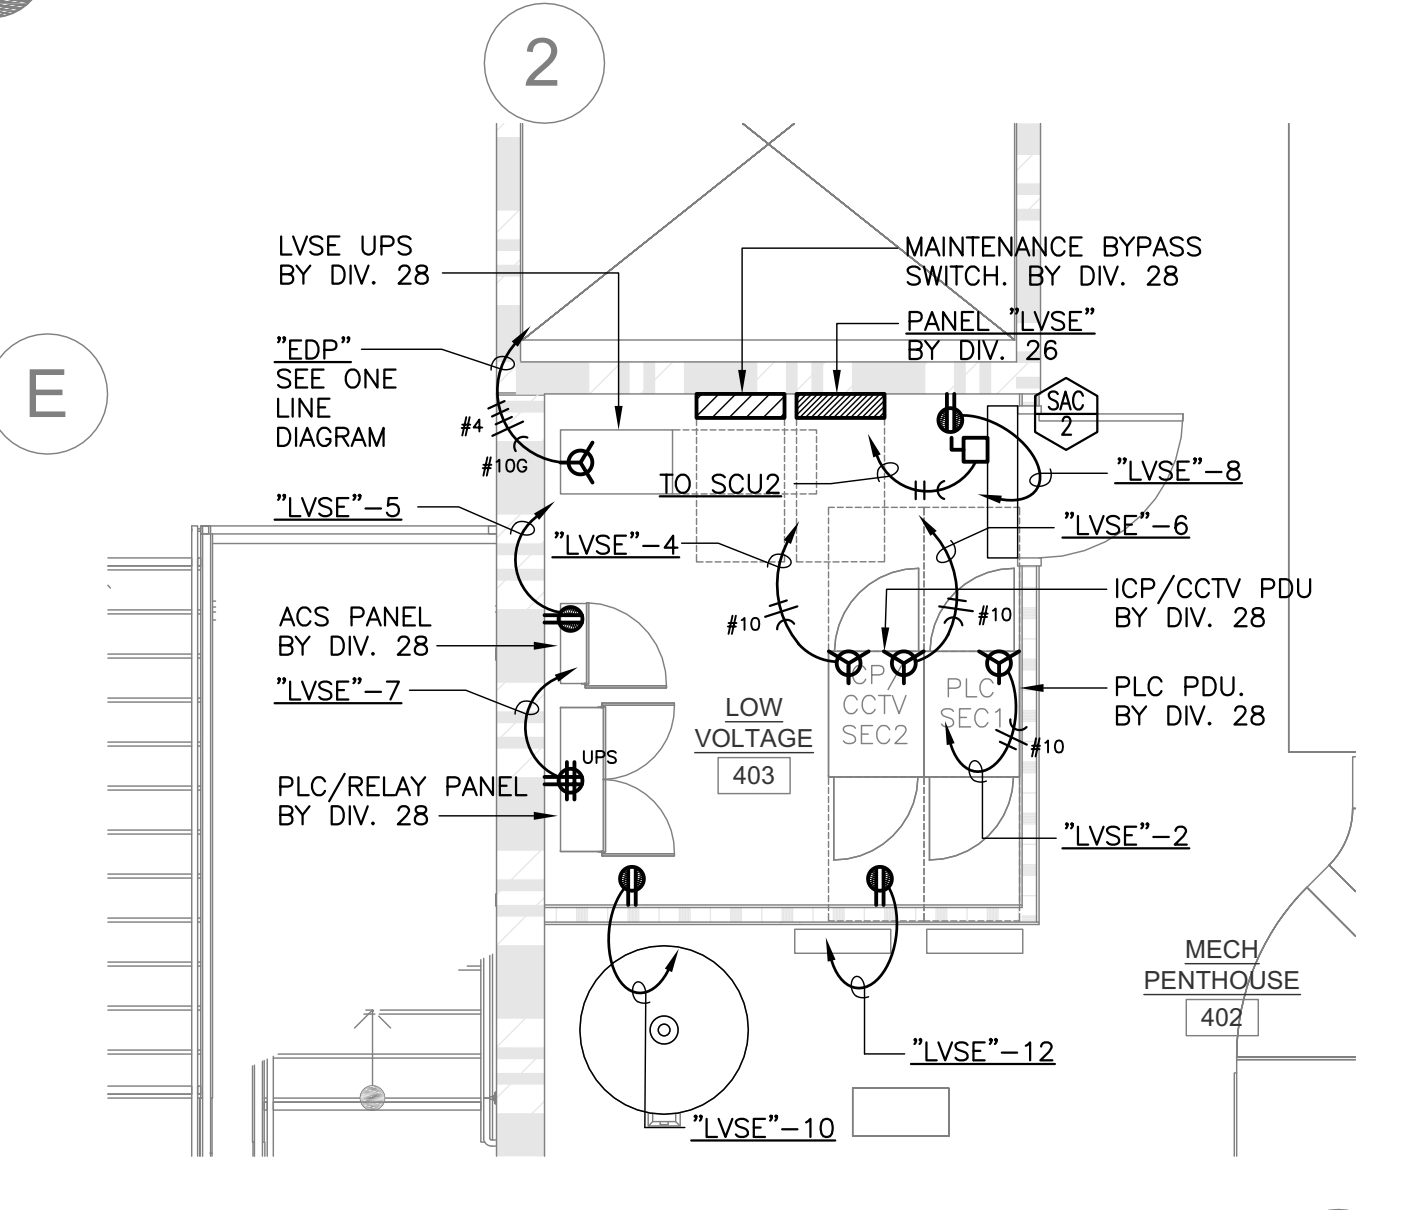 2
LVSE UPS
BY DIV. 28
MAINTENANCE BYPASS
SWITCH. BY DIV. 28
PANEL "LVSE"
BY DIV. 26
"EDP"
SEE ONE
LINE
DIAGRAM
E
#4
#10G
SAC
2
TO SCU2
"LVSE"-8
"LVSE"-5
"LVSE"-4
"LVSE"-6
#10
#10
ICP/CCTV PDU
BY DIV. 28
ACS PANEL
BY DIV. 28
"LVSE"-7
CP/
CCTV
SEC2
PLC
SEC1
PLC PDU.
BY DIV. 28
LOW
VOLTAGE
403
#10
UPS
PLC/RELAY PANEL
BY DIV. 28
"LVSE"-2
MECH
PENTHOUSE
402
"LVSE"-12
"LVSE"-10